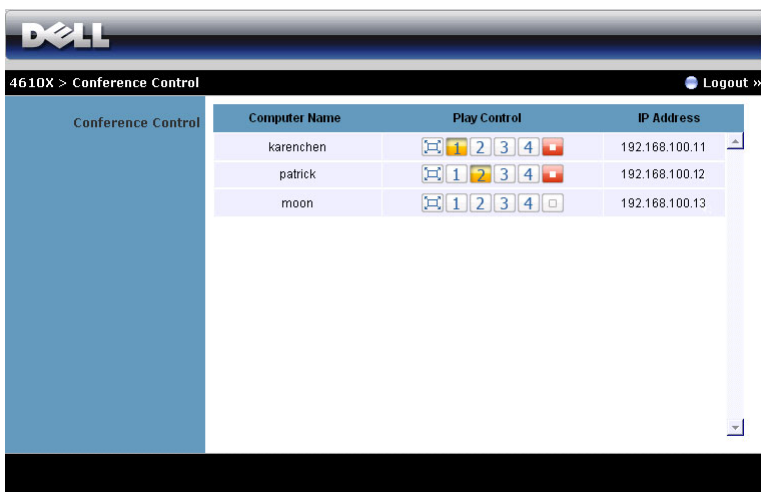 DELL
4610X > Conference Control Logout »
Conference Control
Computer Name Play Control IP Address
karenchen 1 2 3 4 192.168.100.11
patrick 1 2 3 4 192.168.100.12
moon 1 2 3 4 192.168.100.13